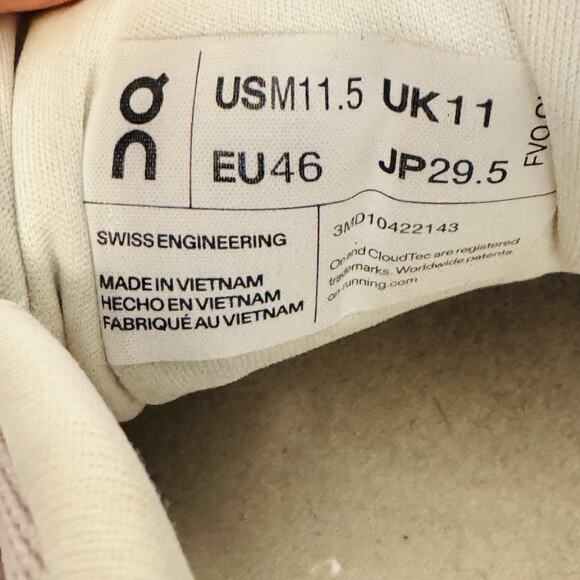 On
USM11.5 UK11
EU46 JP29.5
SWISS ENGINEERING
MADE IN VIETNAM
HECHO EN VIETNAM
FABRIQUÉ AU VIETNAM
3MD10422143
On and CloudTec are registered
trademarks. Worldwide patents.
on-running.com